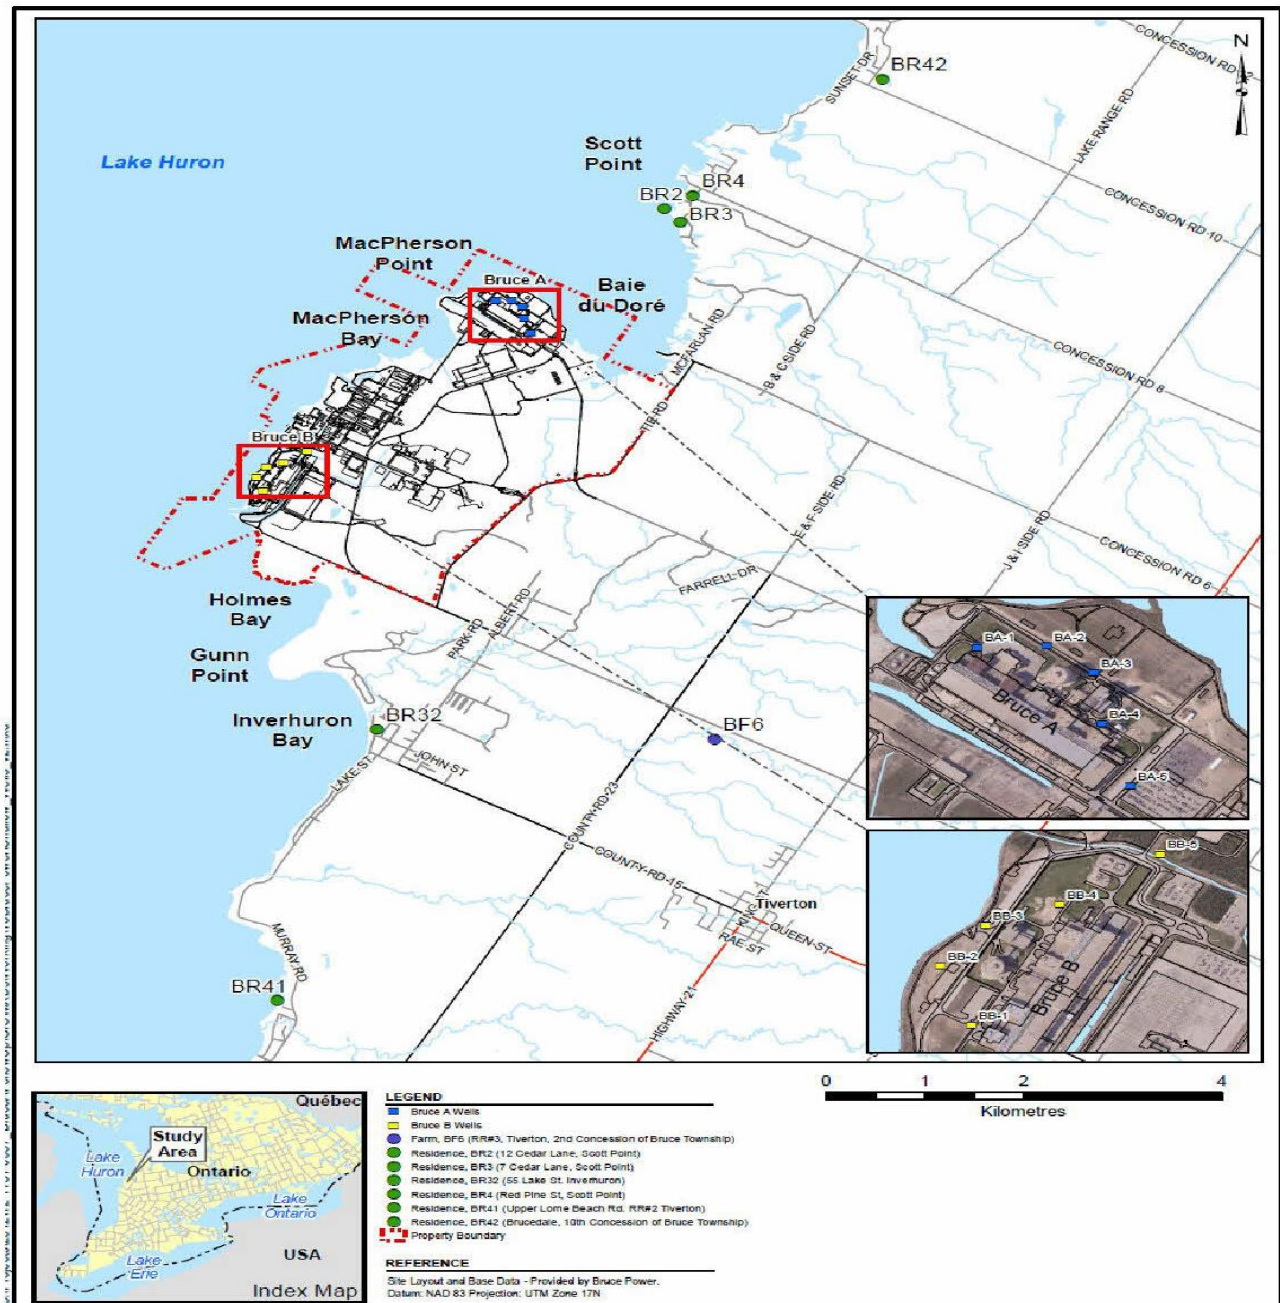 CONCESSION RD 12
N
BR42
SUNSET DR
LAKE RANGE RD
Lake Huron
Scott
Point
BR4
BR2
BR3
CONCESSION RD 10
MacPherson
Point
Bruce A
Baie
du Doré
MacPherson
Bay
MCFARLAN RD
B & C SIDE RD
CONCESSION RD 8
TIE RD
Bruce B
E & F SIDE RD
J & I SIDE RD
CONCESSION RD 6
FARRELL DR
Holmes
Bay
ALBERT RD
PARK RD
Gunn
Point
BA-1
BA-2
BA-3
BA-4
BA-5
Bruce A
Inverhuron
Bay
BR32
BF6
JOHN ST
LAKE ST
COUNTY RD 23
COUNTY RD 15
Tiverton
KING ST
QUEEN ST
RAE ST
BB-5
BB-4
BB-3
BB-2
BB-1
Bruce B
MURRAY RD
BR41
HIGHWAY 21
0 1 2 4
Kilometres
Québec
Study
Area
Lake
Huron
Ontario
Lake
Ontario
USA
Lake
Erie
Index Map
LEGEND
Bruce A Wells
Bruce B Wells
Farm, BF6 (RR#3, Tiverton, 2nd Concession of Bruce Township)
Residence, BR2 (12 Cedar Lane, Scott Point)
Residence, BR3 (7 Cedar Lane, Scott Point)
Residence, BR32 (55 Lake St. Inverhuron)
Residence, BR4 (Red Pine St, Scott Point)
Residence, BR41 (Upper Lorne Beach Rd, RR#2 Tiverton)
Residence, BR42 (Brucedale, 10th Concession of Bruce Township)
Property Boundary
REFERENCE
Site Layout and Base Data - Provided by Bruce Power.
Datum: NAD 83 Projection: UTM Zone 17N